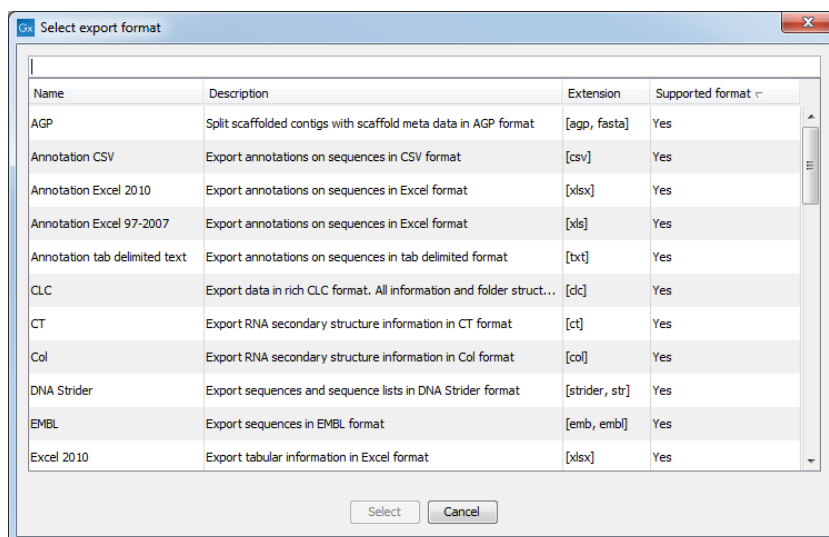 Gx Select export format
Name Description Extension Supported format
AGP Split scaffolded contigs with scaffold meta data in AGP format [agp, fasta] Yes
Annotation CSV Export annotations on sequences in CSV format [csv] Yes
Annotation Excel 2010 Export annotations on sequences in Excel format [xlsx] Yes
Annotation Excel 97-2007 Export annotations on sequences in Excel format [xls] Yes
Annotation tab delimited text Export annotations on sequences in tab delimited format [txt] Yes
CLC Export data in rich CLC format. All information and folder struct... [clc] Yes
CT Export RNA secondary structure information in CT format [ct] Yes
Col Export RNA secondary structure information in Col format [col] Yes
DNA Strider Export sequences and sequence lists in DNA Strider format [strider, str] Yes
EMBL Export sequences in EMBL format [emb, embl] Yes
Excel 2010 Export tabular information in Excel format [xlsx] Yes
Select Cancel